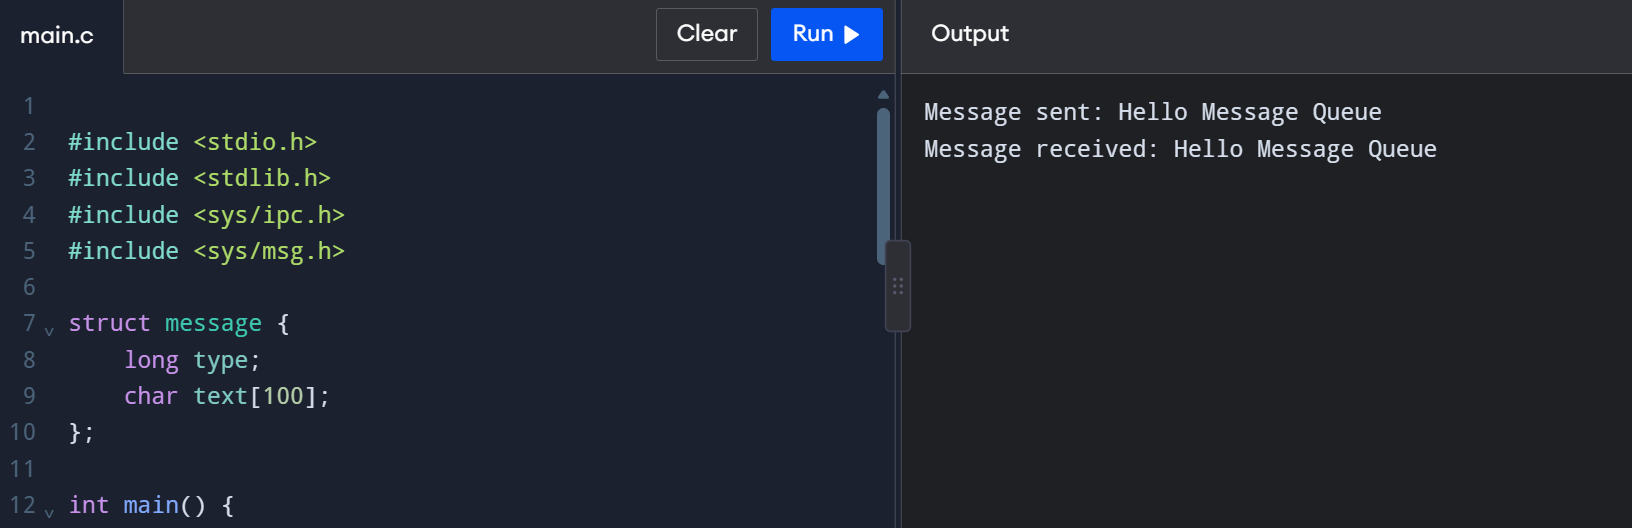 main.c
Clear
Run
Output
1
2 #include <stdio.h>
3 #include <stdlib.h>
4 #include <sys/ipc.h>
5 #include <sys/msg.h>
6
7 struct message {
8     long type;
9     char text[100];
10 };
11
12 int main() {
Message sent: Hello Message Queue
Message received: Hello Message Queue